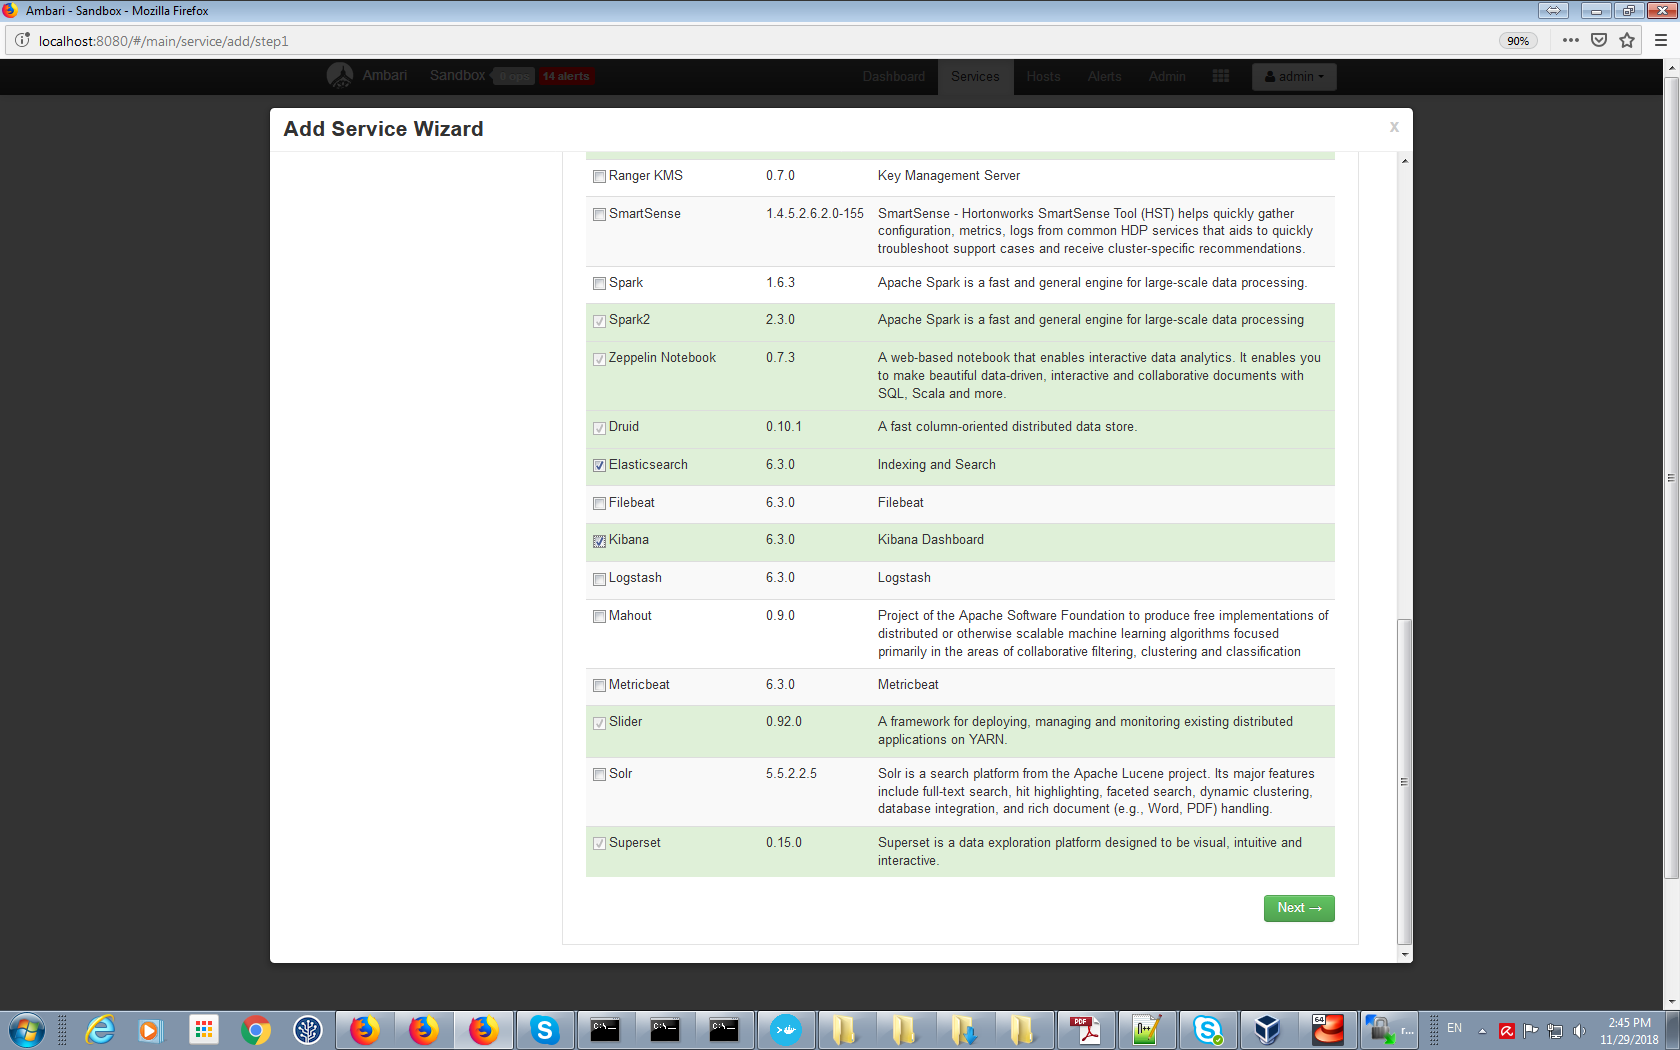 Ambari - Sandbox - Mozilla Firefox
localhost:8080/#/main/service/add/step1
90%
Ambari Sandbox 0 ops 14 alerts Dashboard Services Hosts Alerts Admin admin
Add Service Wizard
x
Ranger KMS 0.7.0 Key Management Server
SmartSense 1.4.5.2.6.2.0-155 SmartSense - Hortonworks SmartSense Tool (HST) helps quickly gather
configuration, metrics, logs from common HDP services that aids to quickly
troubleshoot support cases and receive cluster-specific recommendations.
Spark 1.6.3 Apache Spark is a fast and general engine for large-scale data processing.
Spark2 2.3.0 Apache Spark is a fast and general engine for large-scale data processing
Zeppelin Notebook 0.7.3 A web-based notebook that enables interactive data analytics. It enables you
to make beautiful data-driven, interactive and collaborative documents with
SQL, Scala and more.
Druid 0.10.1 A fast column-oriented distributed data store.
Elasticsearch 6.3.0 Indexing and Search
Filebeat 6.3.0 Filebeat
Kibana 6.3.0 Kibana Dashboard
Logstash 6.3.0 Logstash
Mahout 0.9.0 Project of the Apache Software Foundation to produce free implementations of
distributed or otherwise scalable machine learning algorithms focused
primarily in the areas of collaborative filtering, clustering and classification
Metricbeat 6.3.0 Metricbeat
Slider 0.92.0 A framework for deploying, managing and monitoring existing distributed
applications on YARN.
Solr 5.5.2.2.5 Solr is a search platform from the Apache Lucene project. Its major features
include full-text search, hit highlighting, faceted search, dynamic clustering,
database integration, and rich document (e.g., Word, PDF) handling.
Superset 0.15.0 Superset is a data exploration platform designed to be visual, intuitive and
interactive.
Next →
C:\_ C:\_ C:\_ PDF 64 r...
EN
2:45 PM
11/29/2018